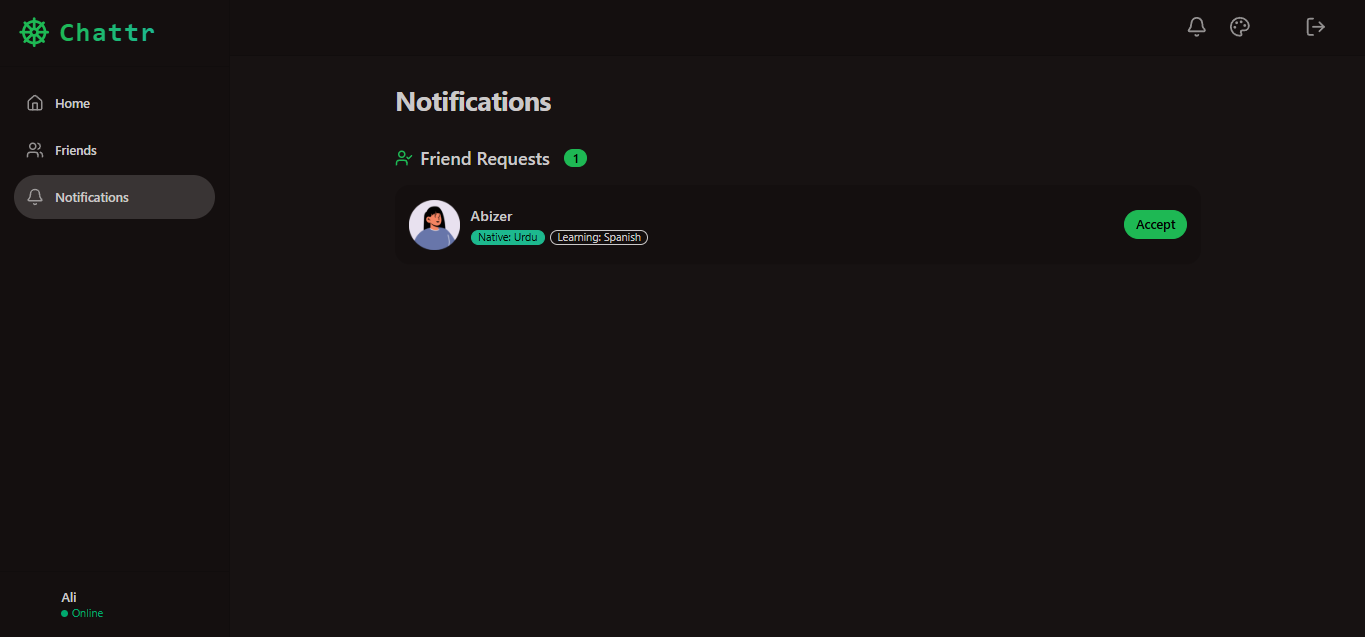 Chattr
Home
Friends
Notifications
Ali
Online
Notifications
Friend Requests 1
Abizer
Native: Urdu Learning: Spanish
Accept